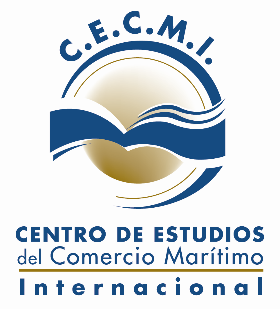 C.E.C.M.I.
CENTRO DE ESTUDIOS
del Comercio Marítimo
Internacional